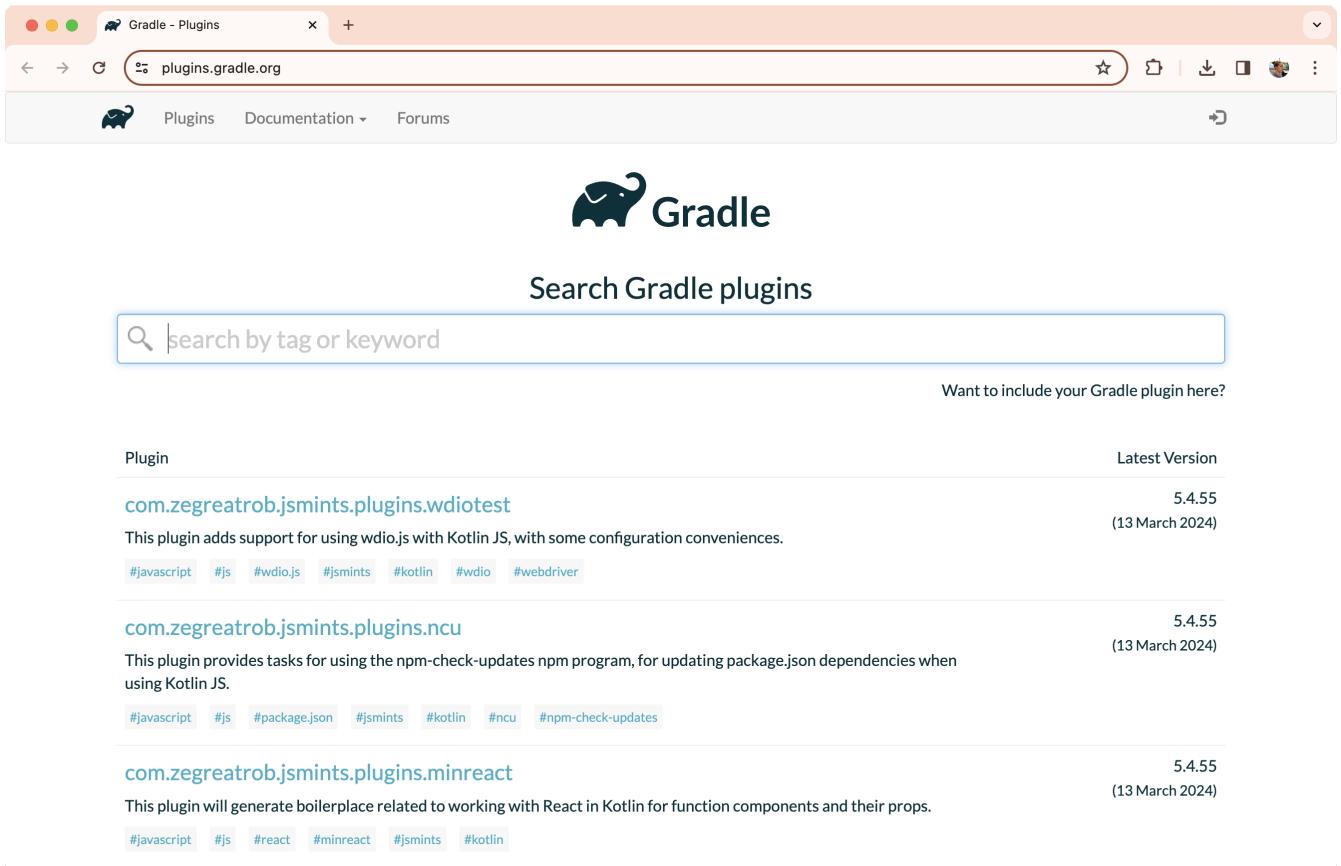 Gradle - Plugins
plugins.gradle.org
Plugins Documentation Forums
Gradle
Search Gradle plugins
search by tag or keyword
Want to include your Gradle plugin here?
Plugin Latest Version
com.zegreatrob.jsmints.plugins.wdiotest 5.4.55
(13 March 2024)
This plugin adds support for using wdio.js with Kotlin JS, with some configuration conveniences.
#javascript #js #wdio.js #jsmints #kotlin #wdio #webdriver
com.zegreatrob.jsmints.plugins.ncu 5.4.55
(13 March 2024)
This plugin provides tasks for using the npm-check-updates npm program, for updating package.json dependencies when
using Kotlin JS.
#javascript #js #package.json #jsmints #kotlin #ncu #npm-check-updates
com.zegreatrob.jsmints.plugins.minreact 5.4.55
(13 March 2024)
This plugin will generate boilerplace related to working with React in Kotlin for function components and their props.
#javascript #js #react #minreact #jsmints #kotlin